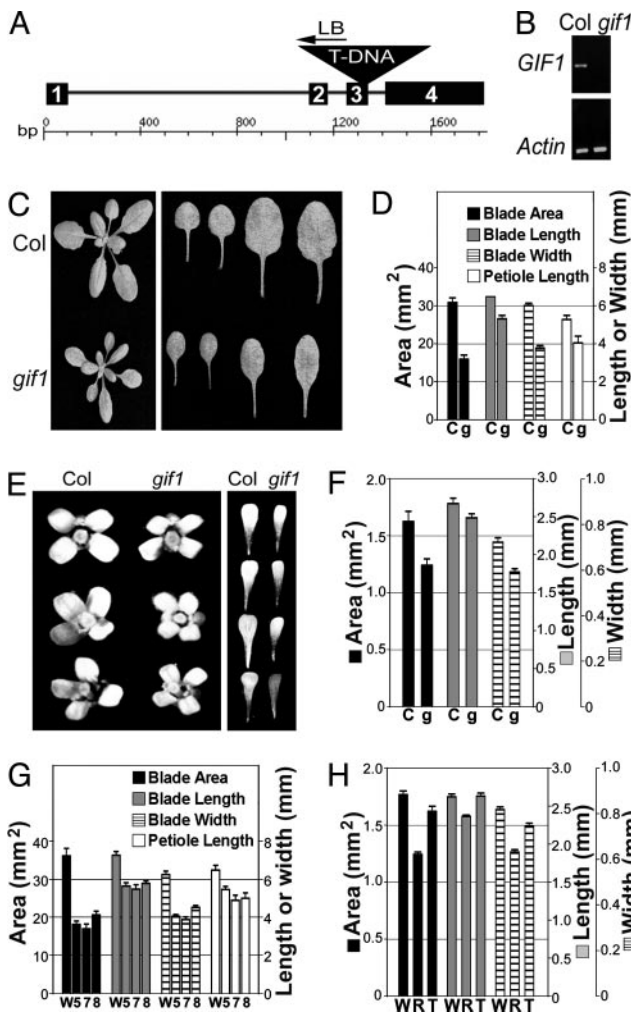 A
LB
T-DNA
1 2 3 4
bp
0 400 800 1200 1600
B
Col gif1
GIF1
Actin
C
Col
gif1
D
Blade Area
Blade Length
Blade Width
Petiole Length
Area (mm2)
40
30
20
10
0
Length or Width (mm)
8
6
4
2
0
C g C g C g C g
E
Col gif1 Col gif1
F
Area (mm2)
2.0
1.5
1.0
0.5
0
Length (mm)
3.0
2.5
2.0
1.5
1.0
0.5
0
Width (mm)
1.0
0.8
0.6
0.4
0.2
0
C g C g C g
G
Blade Area
Blade Length
Blade Width
Petiole Length
Area (mm2)
40
30
20
10
0
Length or width (mm)
8
6
4
2
0
W578 W578 W578 W578
H
Area (mm2)
2.0
1.5
1.0
0.5
0
Length (mm)
3.0
2.5
2.0
1.5
1.0
0.5
0
Width (mm)
1.0
0.8
0.6
0.4
0.2
0
WRT WRT WRT